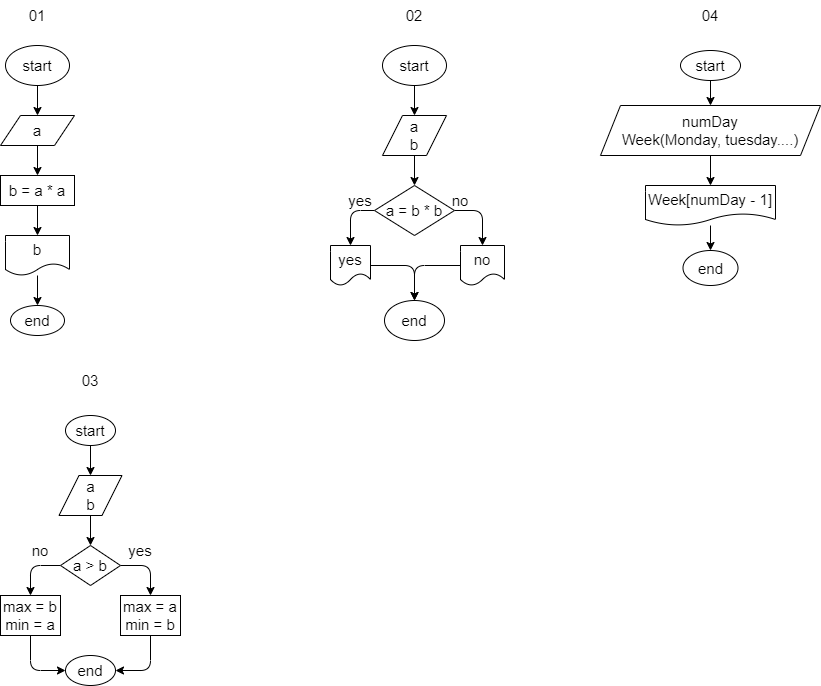 01
start
a
b = a * a
b
end
02
start
a
b
yes
no
a = b * b
yes
no
end
04
start
numDay
Week(Monday, tuesday....)
Week[numDay - 1]
end
03
start
a
b
no
yes
a > b
max = b
min = a
max = a
min = b
end